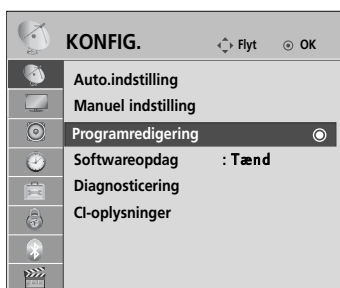 KONFIG. Flyt OK
Auto.indstilling
Manuel indstilling
Programredigering
Softwareopdag : Tænd
Diagnosticering
CI-oplysninger